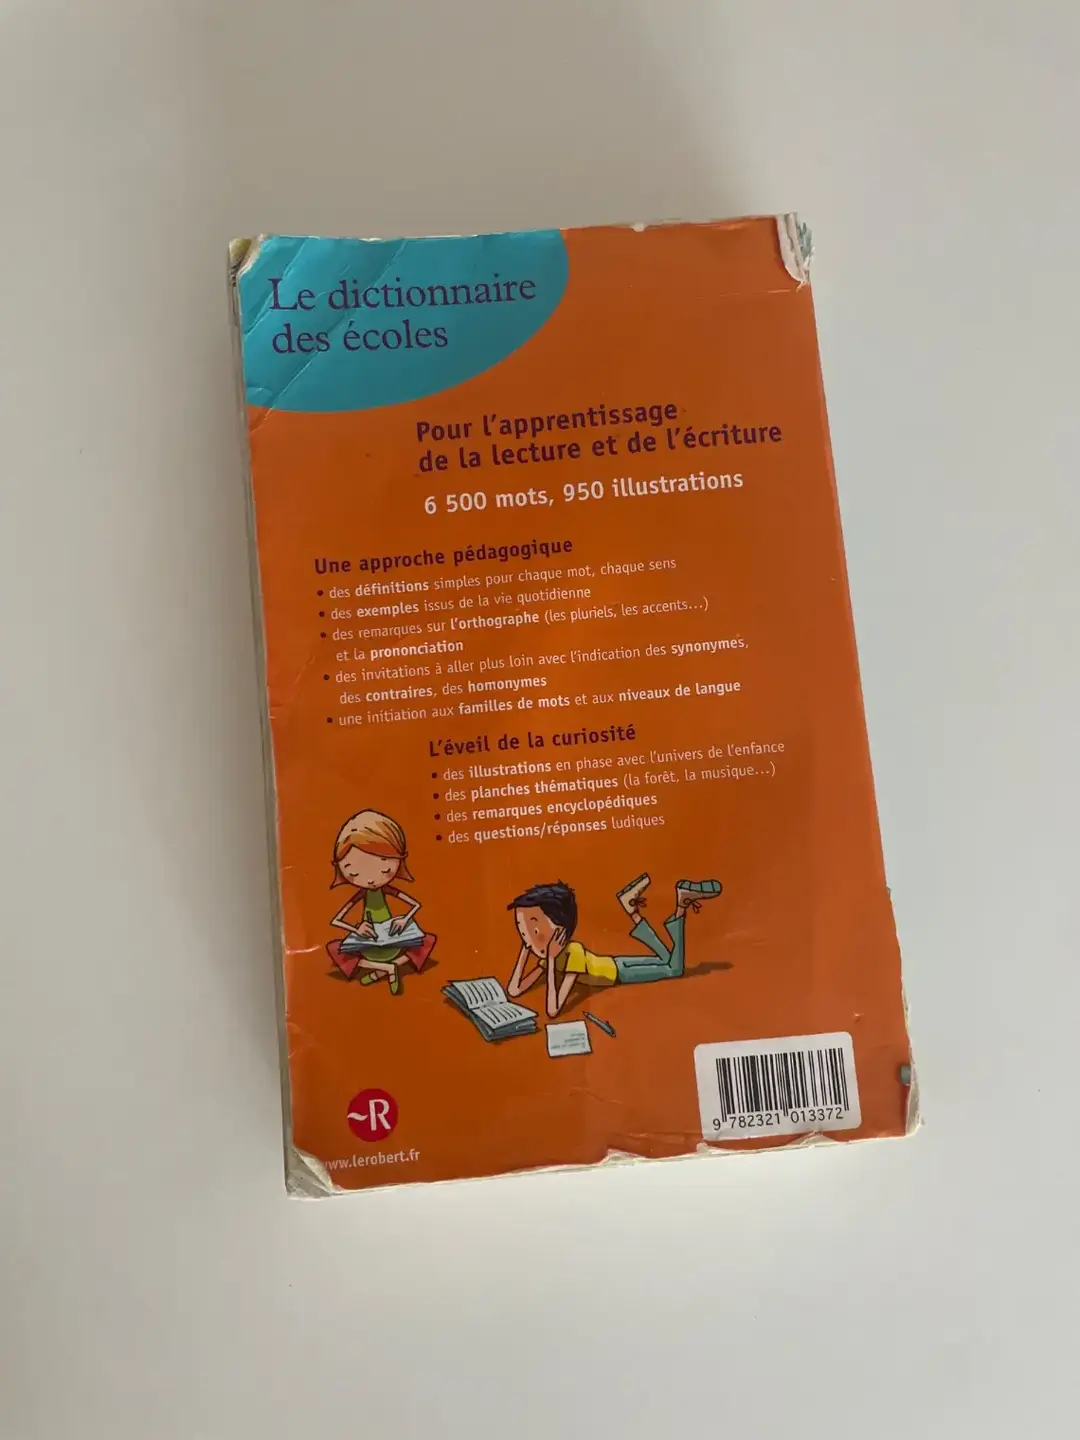 Le dictionnaire
des écoles
Pour l'apprentissage
de la lecture et de l'écriture
6 500 mots, 950 illustrations
Une approche pédagogique
• des définitions simples pour chaque mot, chaque sens
• des exemples issus de la vie quotidienne
• des remarques sur l'orthographe (les pluriels, les accents...)
et la prononciation
• des invitations à aller plus loin avec l'indication des synonymes,
des contraires, des homonymes
• une initiation aux familles de mots et aux niveaux de langue
L'éveil de la curiosité
• des illustrations en phase avec l'univers de l'enfance
• des planches thématiques (la forêt, la musique...)
• des remarques encyclopédiques
• des questions/réponses ludiques
~R
www.lerobert.fr
9 782321 013372